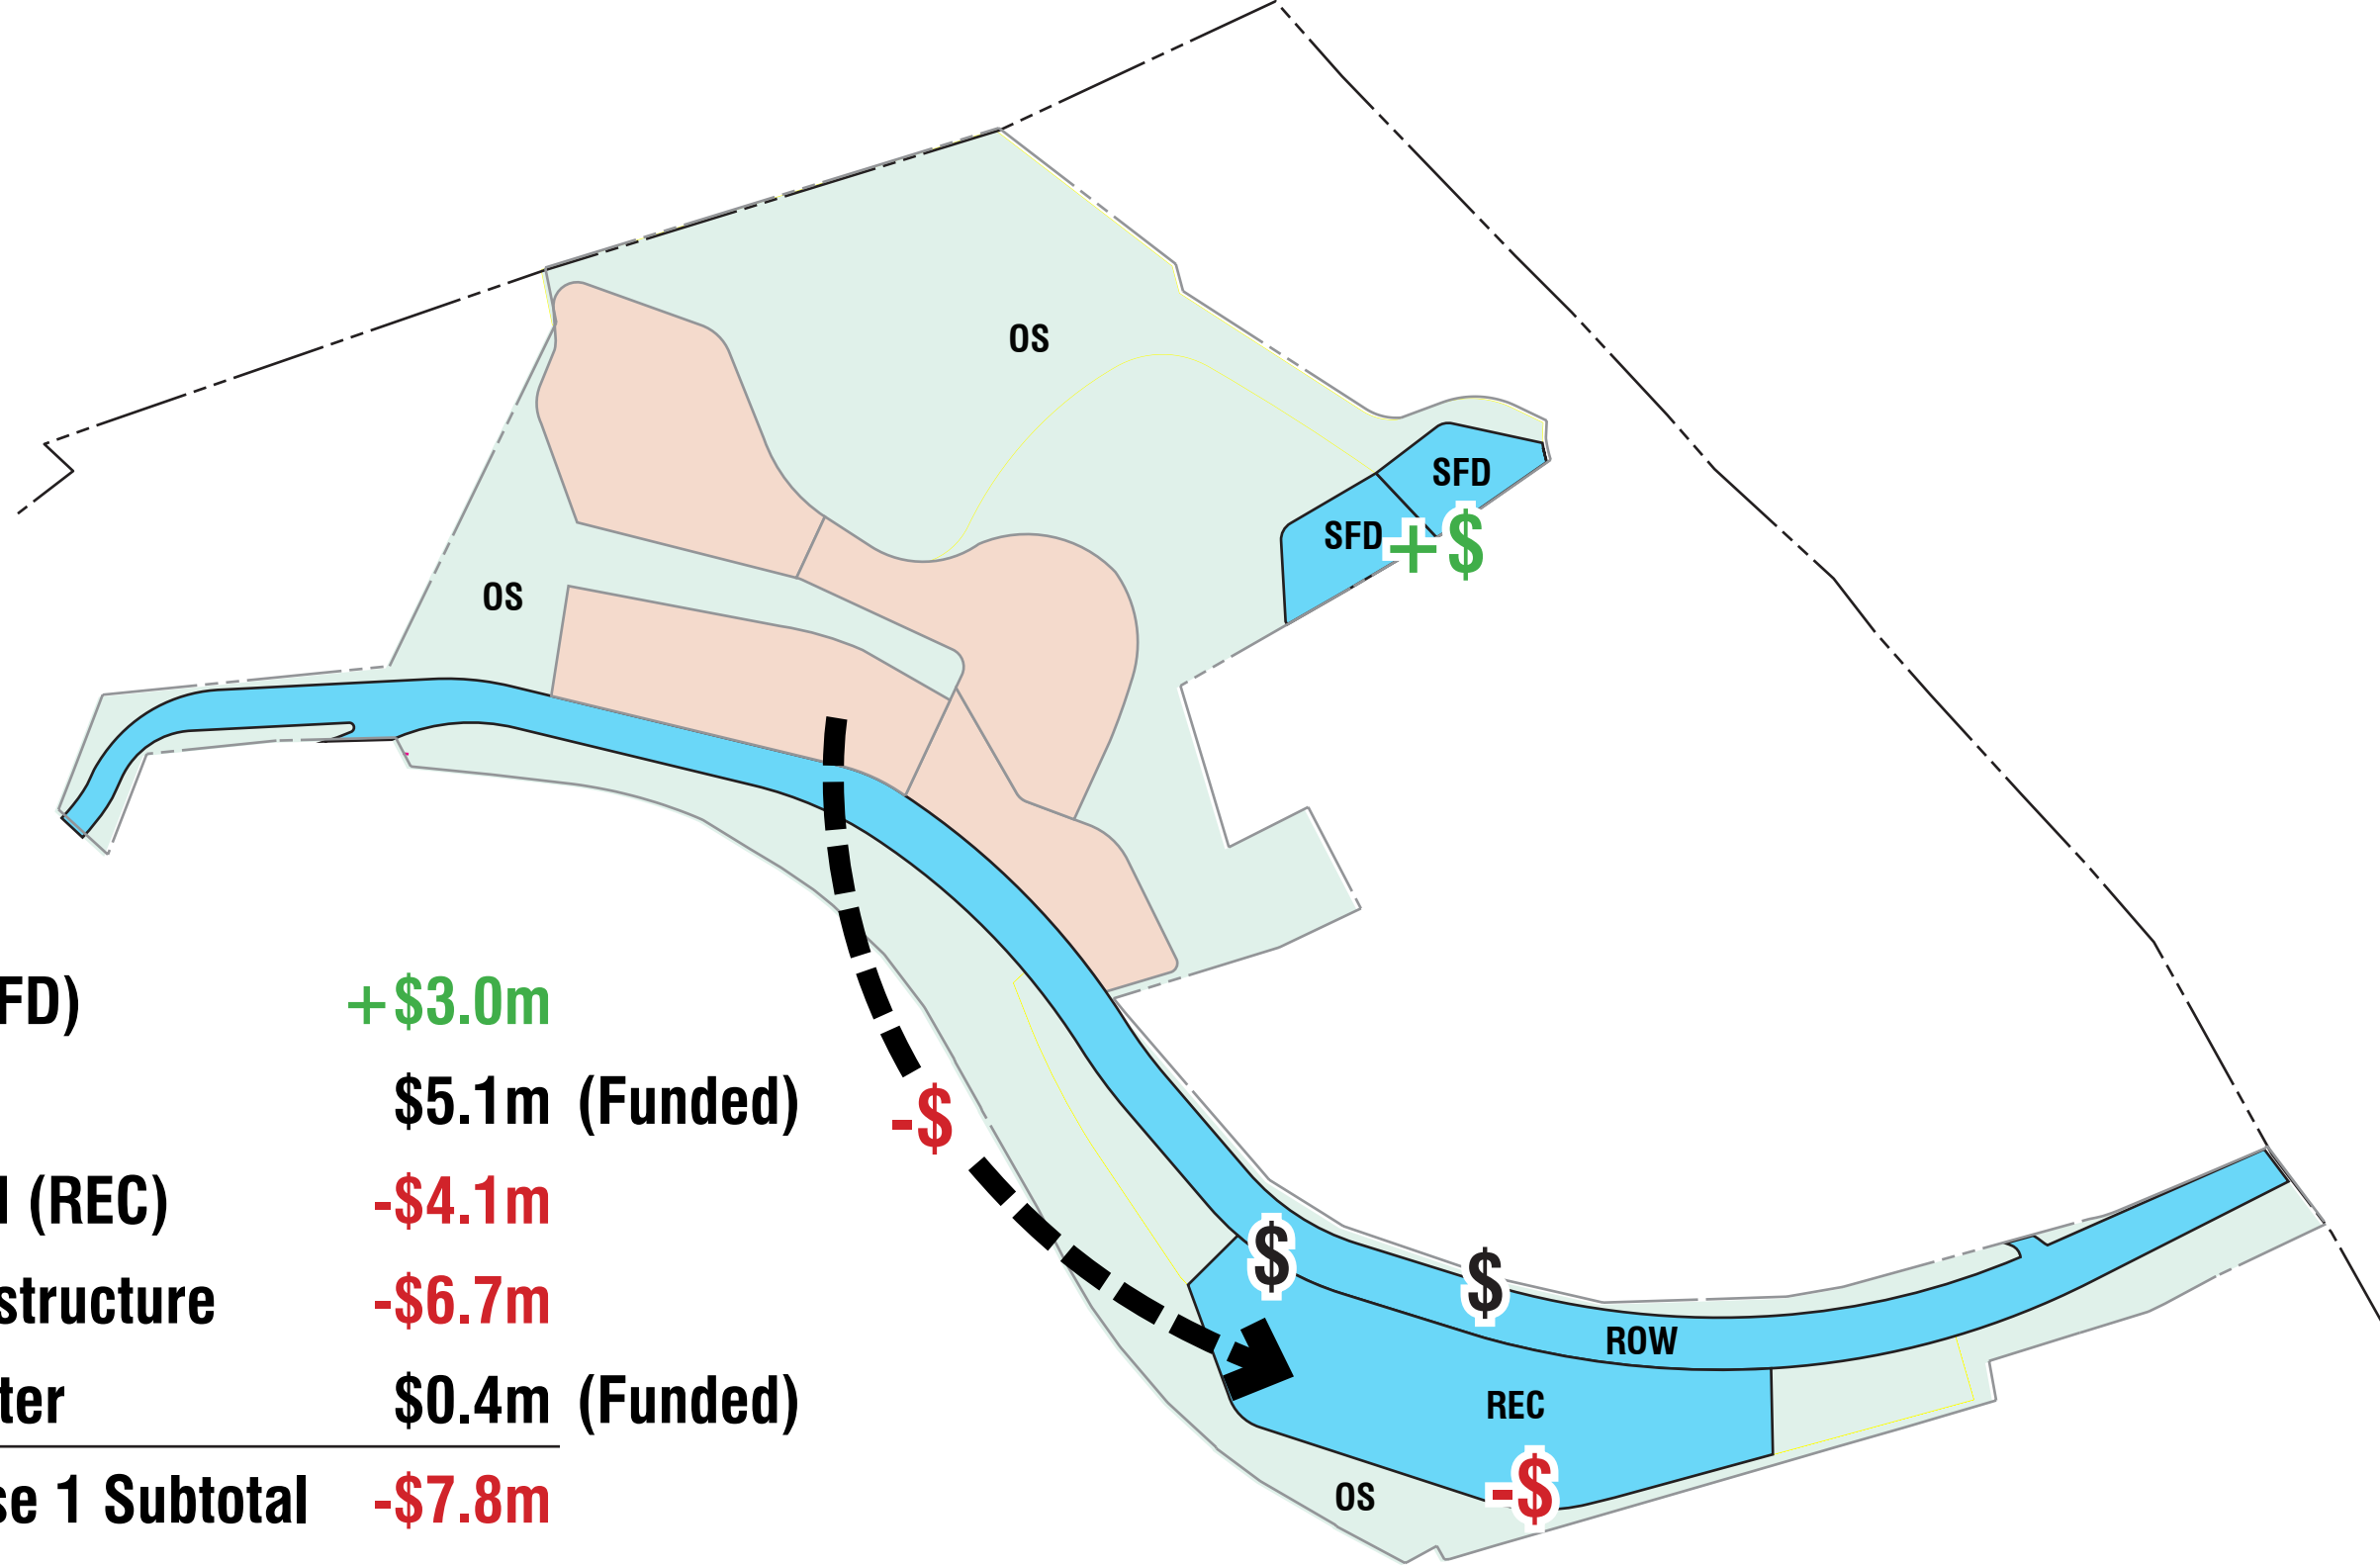 OS
SFD
SFD
+$
OS
FD) +$3.0m
$5.1m (Funded)
-$
(REC) -$4.1m
structure -$6.7m
ter $0.4m (Funded)
se 1 Subtotal -$7.8m
$
$
ROW
REC
OS
-$